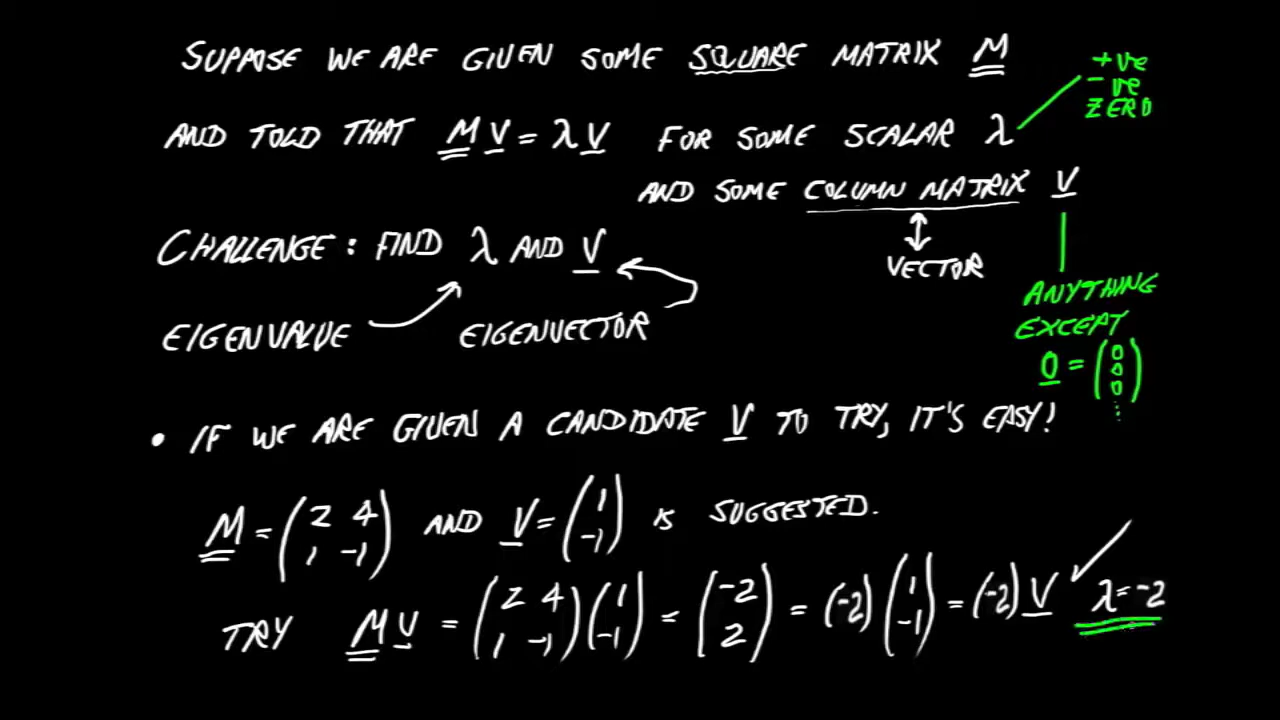 SUPPOSE WE ARE GIVEN SOME SQUARE MATRIX M
+ve
-ve
ZERO
AND TOLD THAT M V = λ V FOR SOME SCALAR λ
AND SOME COLUMN MATRIX V
VECTOR
CHALLENGE: FIND λ AND V
EIGENVALUE EIGENVECTOR
ANYTHING
EXCEPT
0 = (0 0 0 ⋮)
• IF WE ARE GIVEN A CANDIDATE V TO TRY, IT'S EASY!
M = (2 4; 1 -1) AND V = (1; -1) IS SUGGESTED.
TRY M V = (2 4; 1 -1)(1; -1) = (-2; 2) = (-2)(1; -1) = (-2) V ✓ λ = -2